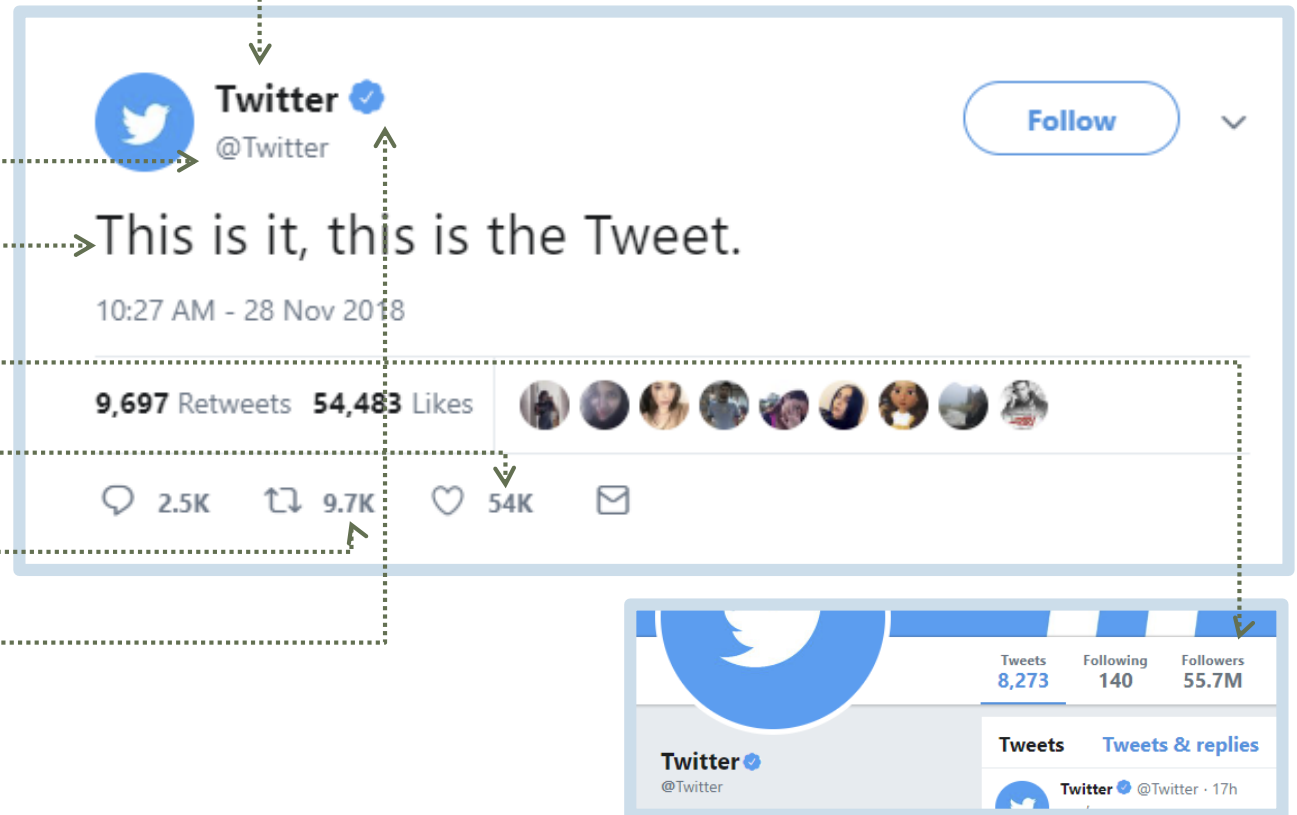 Twitter
@Twitter
Follow
This is it, this is the Tweet.
10:27 AM - 28 Nov 2018
9,697 Retweets 54,483 Likes
2.5K 9.7K 54K
Tweets Following Followers
8,273 140 55.7M
Twitter
@Twitter
Tweets Tweets & replies
Twitter @Twitter · 17h